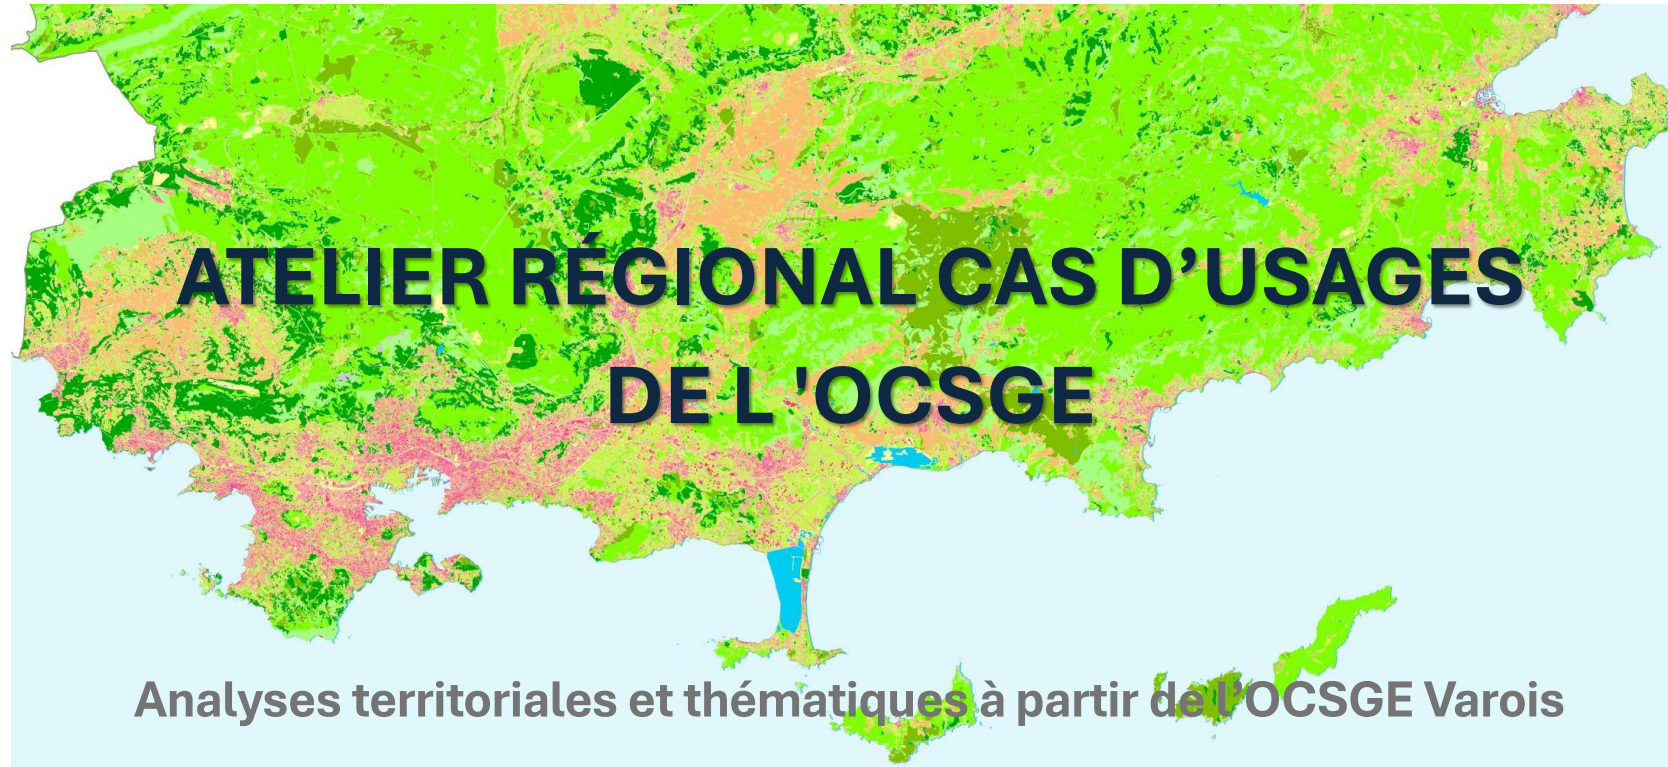 ATELIER RÉGIONAL CAS D’USAGES
DE L 'OCSGE
Analyses territoriales et thématiques à partir de l’OCSGE Varois